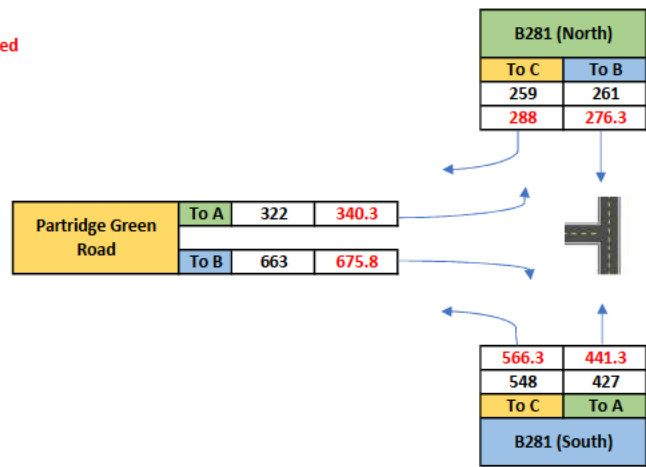 ed
B281 (North)
To C To B
259 261
288 276.3
Partridge Green
Road
To A 322 340.3
To B 663 675.8
566.3 441.3
548 427
To C To A
B281 (South)